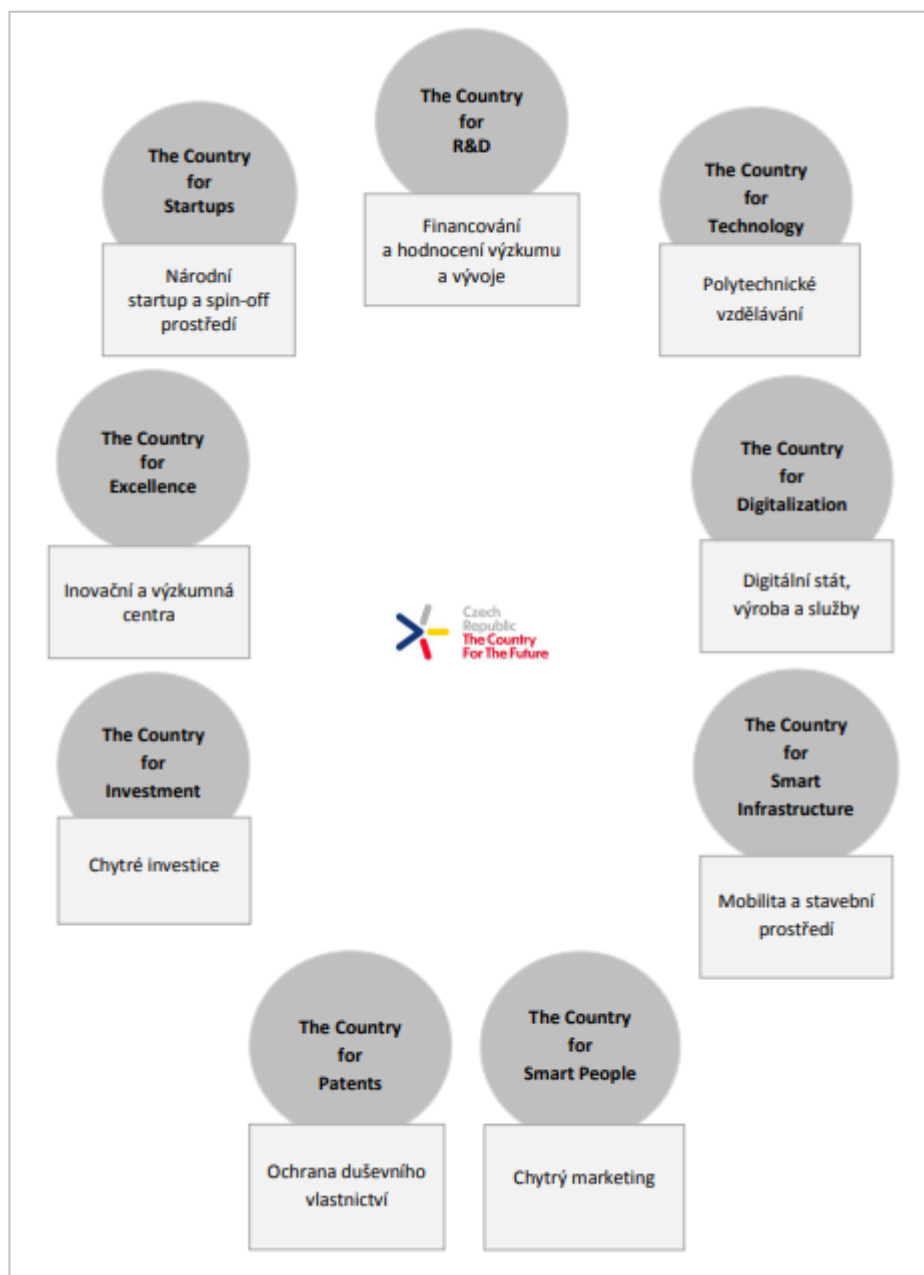 The Country
for
R&D
Financování
a hodnocení výzkumu
a vývoje
The Country
for
Technology
Polytechnické
vzdělávání
The Country
for
Digitalization
Digitální stát,
výroba a služby
The Country
for
Smart
Infrastructure
Mobilita a stavební
prostředí
The Country
for
Smart People
Chytrý marketing
The Country
for
Patents
Ochrana duševního
vlastnictví
The Country
for
Investment
Chytré investice
The Country
for
Excellence
Inovační a výzkumná
centra
The Country
for
Startups
Národní
startup a spin-off
prostředí
Czech
Republic
The Country
For The Future